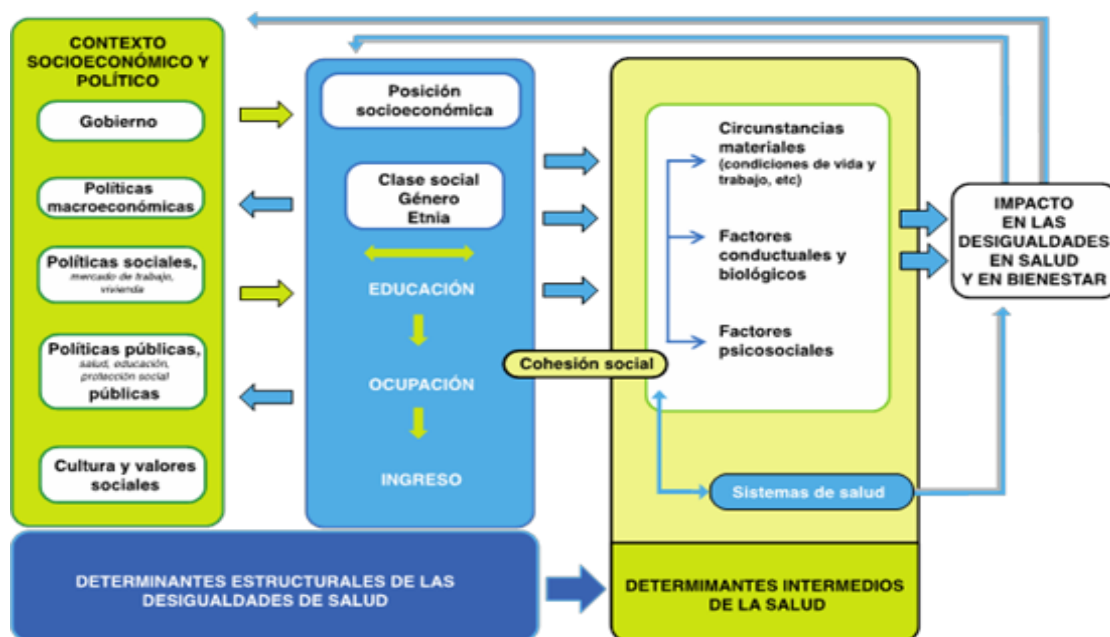 CONTEXTO
SOCIOECONÓMICO Y
POLÍTICO
Gobierno
Políticas
macroeconómicas
Políticas sociales,
mercado de trabajo,
vivienda
Políticas públicas,
salud, educación,
protección social
públicas
Cultura y valores
sociales
Posición
socioeconómica
Clase social
Género
Etnia
EDUCACIÓN
OCUPACIÓN
INGRESO
Cohesión social
Circunstancias
materiales
(condiciones de vida y
trabajo, etc)
Factores
conductuales y
biológicos
Factores
psicosociales
Sistemas de salud
IMPACTO
EN LAS
DESIGUALDADES
EN SALUD
Y EN BIENESTAR
DETERMINANTES ESTRUCTURALES DE LAS
DESIGUALDADES DE SALUD
DETERMIMANTES INTERMEDIOS
DE LA SALUD